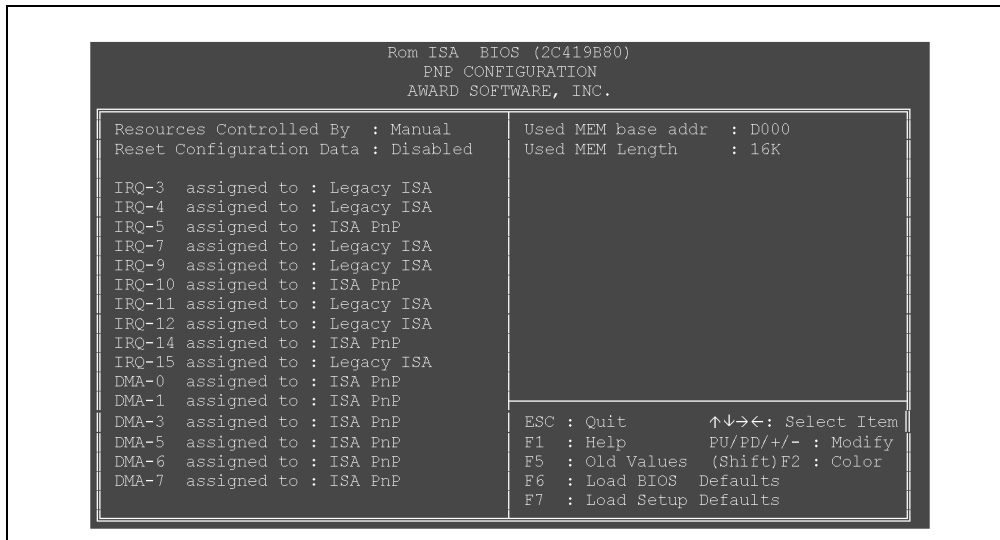 Rom ISA BIOS (2C419B80)
PNP CONFIGURATION
AWARD SOFTWARE, INC.
Resources Controlled By : Manual
Reset Configuration Data : Disabled
IRQ-3 assigned to : Legacy ISA
IRQ-4 assigned to : Legacy ISA
IRQ-5 assigned to : ISA PnP
IRQ-7 assigned to : Legacy ISA
IRQ-9 assigned to : Legacy ISA
IRQ-10 assigned to : ISA PnP
IRQ-11 assigned to : Legacy ISA
IRQ-12 assigned to : Legacy ISA
IRQ-14 assigned to : ISA PnP
IRQ-15 assigned to : Legacy ISA
DMA-0 assigned to : ISA PnP
DMA-1 assigned to : ISA PnP
DMA-3 assigned to : ISA PnP
DMA-5 assigned to : ISA PnP
DMA-6 assigned to : ISA PnP
DMA-7 assigned to : ISA PnP
Used MEM base addr : D000
Used MEM Length : 16K
ESC : Quit ↑↓→←: Select Item
F1 : Help PU/PD/+/- : Modify
F5 : Old Values (Shift)F2 : Color
F6 : Load BIOS Defaults
F7 : Load Setup Defaults